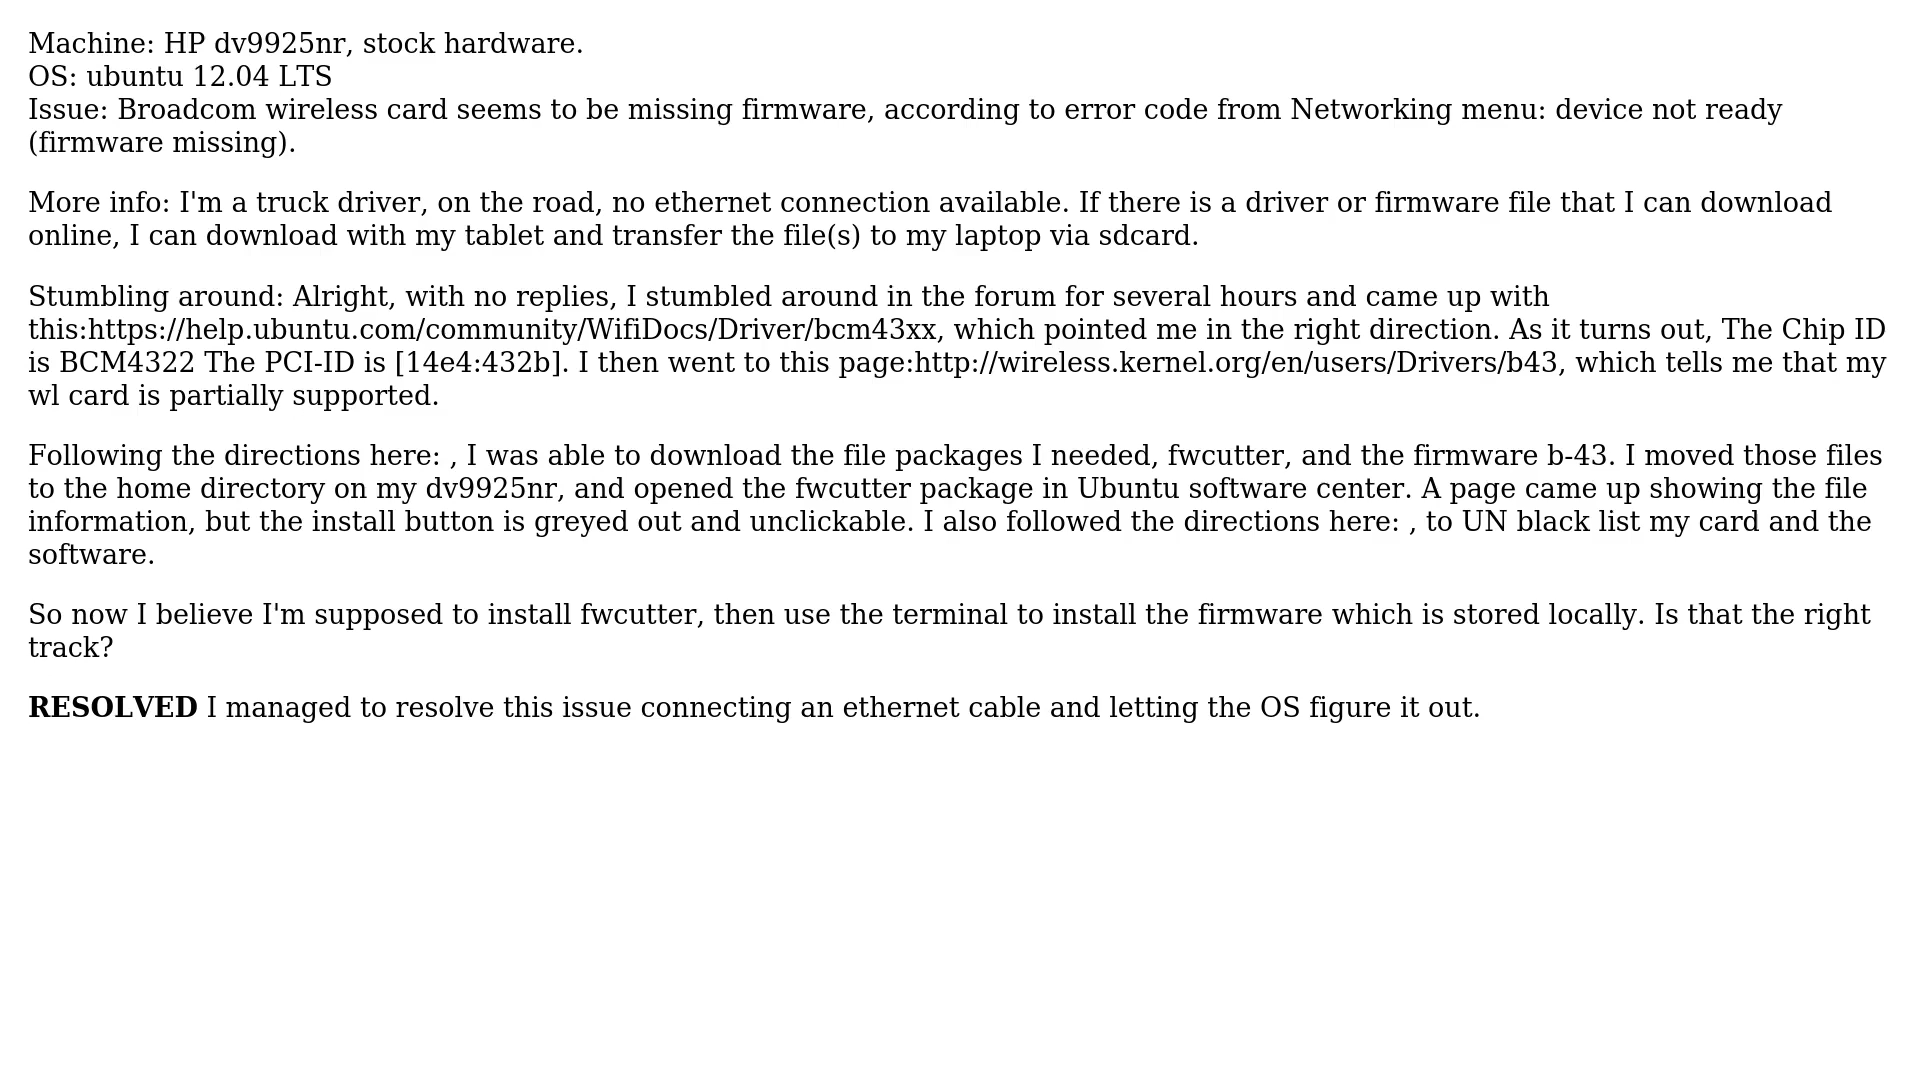 Machine: HP dv9925nr, stock hardware.
OS: ubuntu 12.04 LTS
Issue: Broadcom wireless card seems to be missing firmware, according to error code from Networking menu: device not ready
(firmware missing).
More info: I'm a truck driver, on the road, no ethernet connection available. If there is a driver or firmware file that I can download
online, I can download with my tablet and transfer the file(s) to my laptop via sdcard.
Stumbling around: Alright, with no replies, I stumbled around in the forum for several hours and came up with
this:https://help.ubuntu.com/community/WifiDocs/Driver/bcm43xx, which pointed me in the right direction. As it turns out, The Chip ID
is BCM4322 The PCI-ID is [14e4:432b]. I then went to this page:http://wireless.kernel.org/en/users/Drivers/b43, which tells me that my
wl card is partially supported.
Following the directions here: , I was able to download the file packages I needed, fwcutter, and the firmware b-43. I moved those files
to the home directory on my dv9925nr, and opened the fwcutter package in Ubuntu software center. A page came up showing the file
information, but the install button is greyed out and unclickable. I also followed the directions here: , to UN black list my card and the
software.
So now I believe I'm supposed to install fwcutter, then use the terminal to install the firmware which is stored locally. Is that the right
track?
RESOLVED I managed to resolve this issue connecting an ethernet cable and letting the OS figure it out.